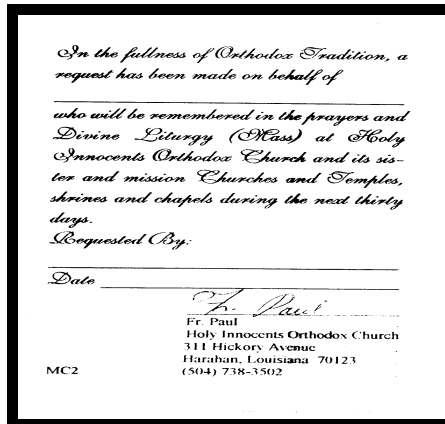 In the fullness of Orthodox Tradition, a
request has been made on behalf of
who will be remembered in the prayers and
Divine Liturgy (Mass) at Holy
Innocents Orthodox Church and its sis-
ter and mission Churches and Temples,
shrines and chapels during the next thirty
days.
Requested By:
Date
Fr. Paul
Fr. Paul
Holy Innocents Orthodox Church
311 Hickory Avenue
Harahan, Louisiana 70123
MC2 (504) 738-3502